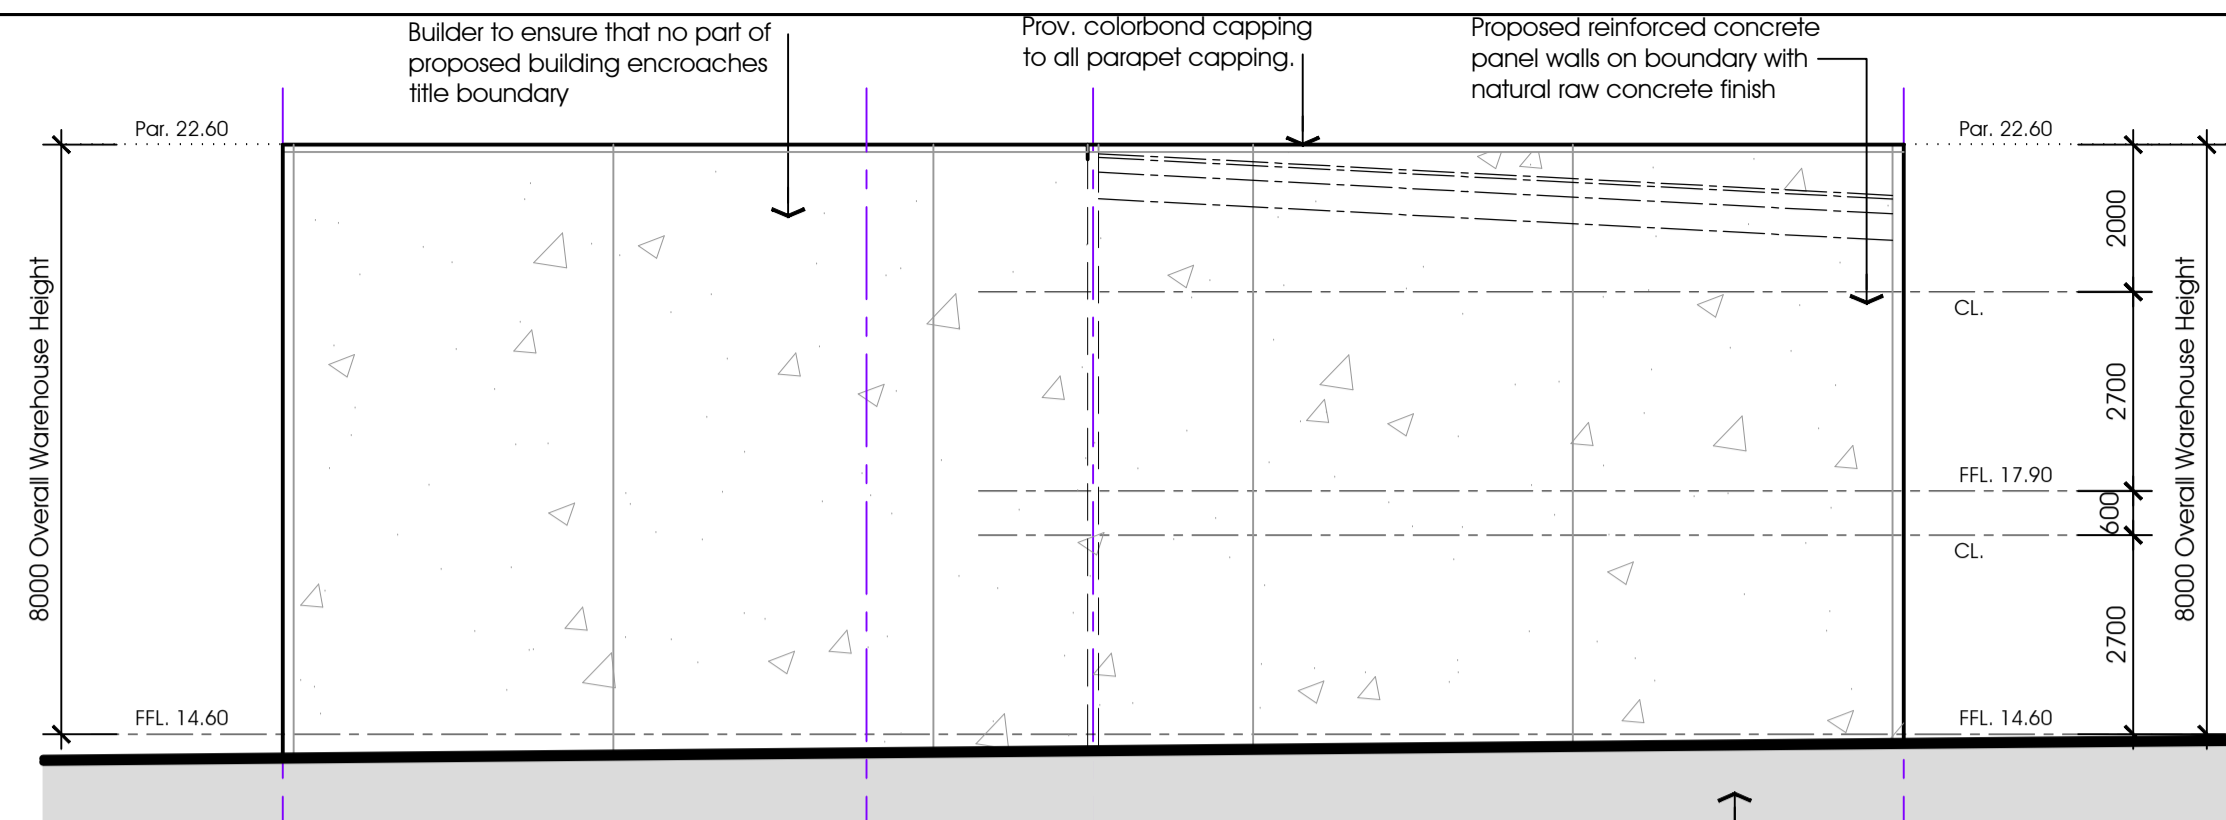 Builder to ensure that no part of
proposed building encroaches
title boundary
Prov. colorbond capping
to all parapet capping.
Proposed reinforced concrete
panel walls on boundary with
natural raw concrete finish
Par. 22.60
Par. 22.60
8000 Overall Warehouse Height
2000
CL.
2700
FFL. 17.90
600
CL.
2700
8000 Overall Warehouse Height
FFL. 14.60
FFL. 14.60